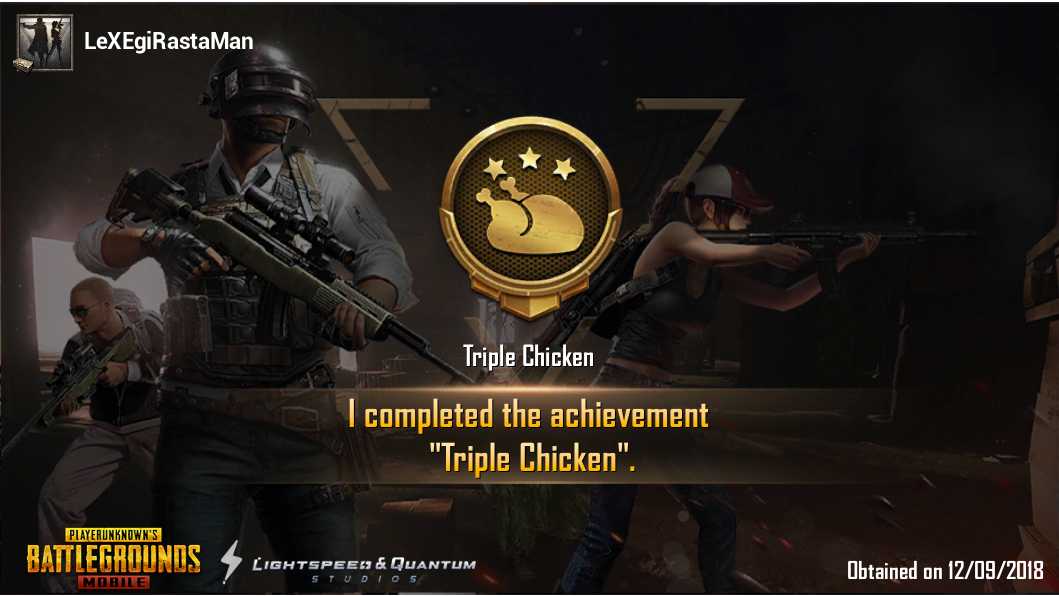 LeXEgiRastaMan
Triple Chicken
I completed the achievement
"Triple Chicken".
PLAYERUNKNOWN'S
BATTLEGROUNDS
MOBILE
LIGHTSPEED & QUANTUM
STUDIOS
Obtained on 12/09/2018